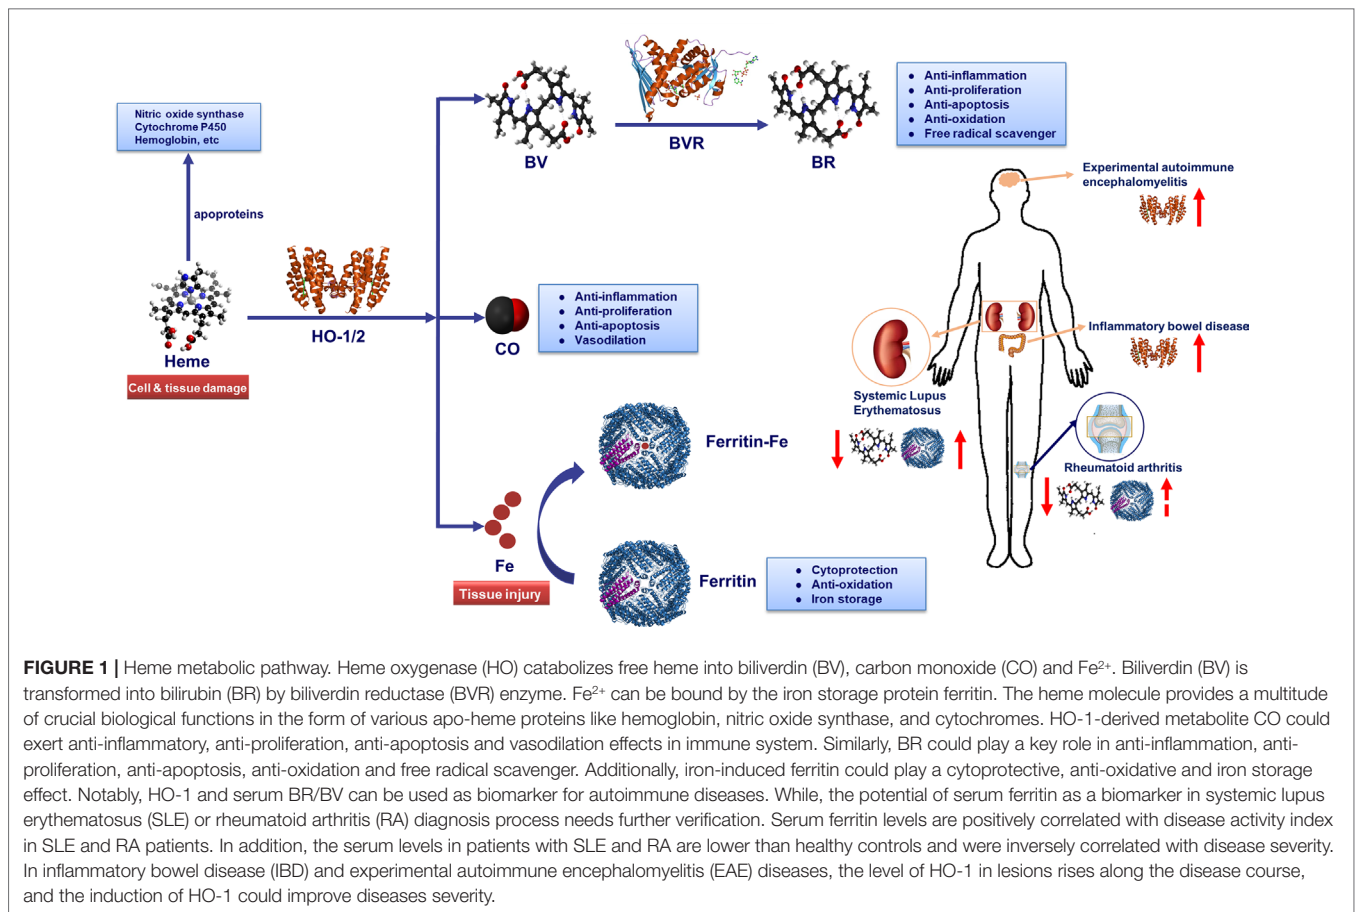 Nitric oxide synthase
Cytochrome P450
Hemoglobin, etc
apoproteins
Heme
Cell & tissue damage
HO-1/2
BV
BVR
BR
● Anti-inflammation
● Anti-proliferation
● Anti-apoptosis
● Anti-oxidation
● Free radical scavenger
CO
● Anti-inflammation
● Anti-proliferation
● Anti-apoptosis
● Vasodilation
Ferritin-Fe
Fe
Tissue injury
Ferritin
● Cytoprotection
● Anti-oxidation
● Iron storage
Experimental autoimmune
encephalomyelitis
Inflammatory bowel disease
Systemic Lupus
Erythematosus
Rheumatoid arthritis
FIGURE 1 | Heme metabolic pathway. Heme oxygenase (HO) catabolizes free heme into biliverdin (BV), carbon monoxide (CO) and Fe²⁺. Biliverdin (BV) is
transformed into bilirubin (BR) by biliverdin reductase (BVR) enzyme. Fe²⁺ can be bound by the iron storage protein ferritin. The heme molecule provides a multitude
of crucial biological functions in the form of various apo-heme proteins like hemoglobin, nitric oxide synthase, and cytochromes. HO-1-derived metabolite CO could
exert anti-inflammatory, anti-proliferation, anti-apoptosis and vasodilation effects in immune system. Similarly, BR could play a key role in anti-inflammation, anti-
proliferation, anti-apoptosis, anti-oxidation and free radical scavenger. Additionally, iron-induced ferritin could play a cytoprotective, anti-oxidative and iron storage
effect. Notably, HO-1 and serum BR/BV can be used as biomarker for autoimmune diseases. While, the potential of serum ferritin as a biomarker in systemic lupus
erythematosus (SLE) or rheumatoid arthritis (RA) diagnosis process needs further verification. Serum ferritin levels are positively correlated with disease activity index
in SLE and RA patients. In addition, the serum levels in patients with SLE and RA are lower than healthy controls and were inversely correlated with disease severity.
In inflammatory bowel disease (IBD) and experimental autoimmune encephalomyelitis (EAE) diseases, the level of HO-1 in lesions rises along the disease course,
and the induction of HO-1 could improve diseases severity.